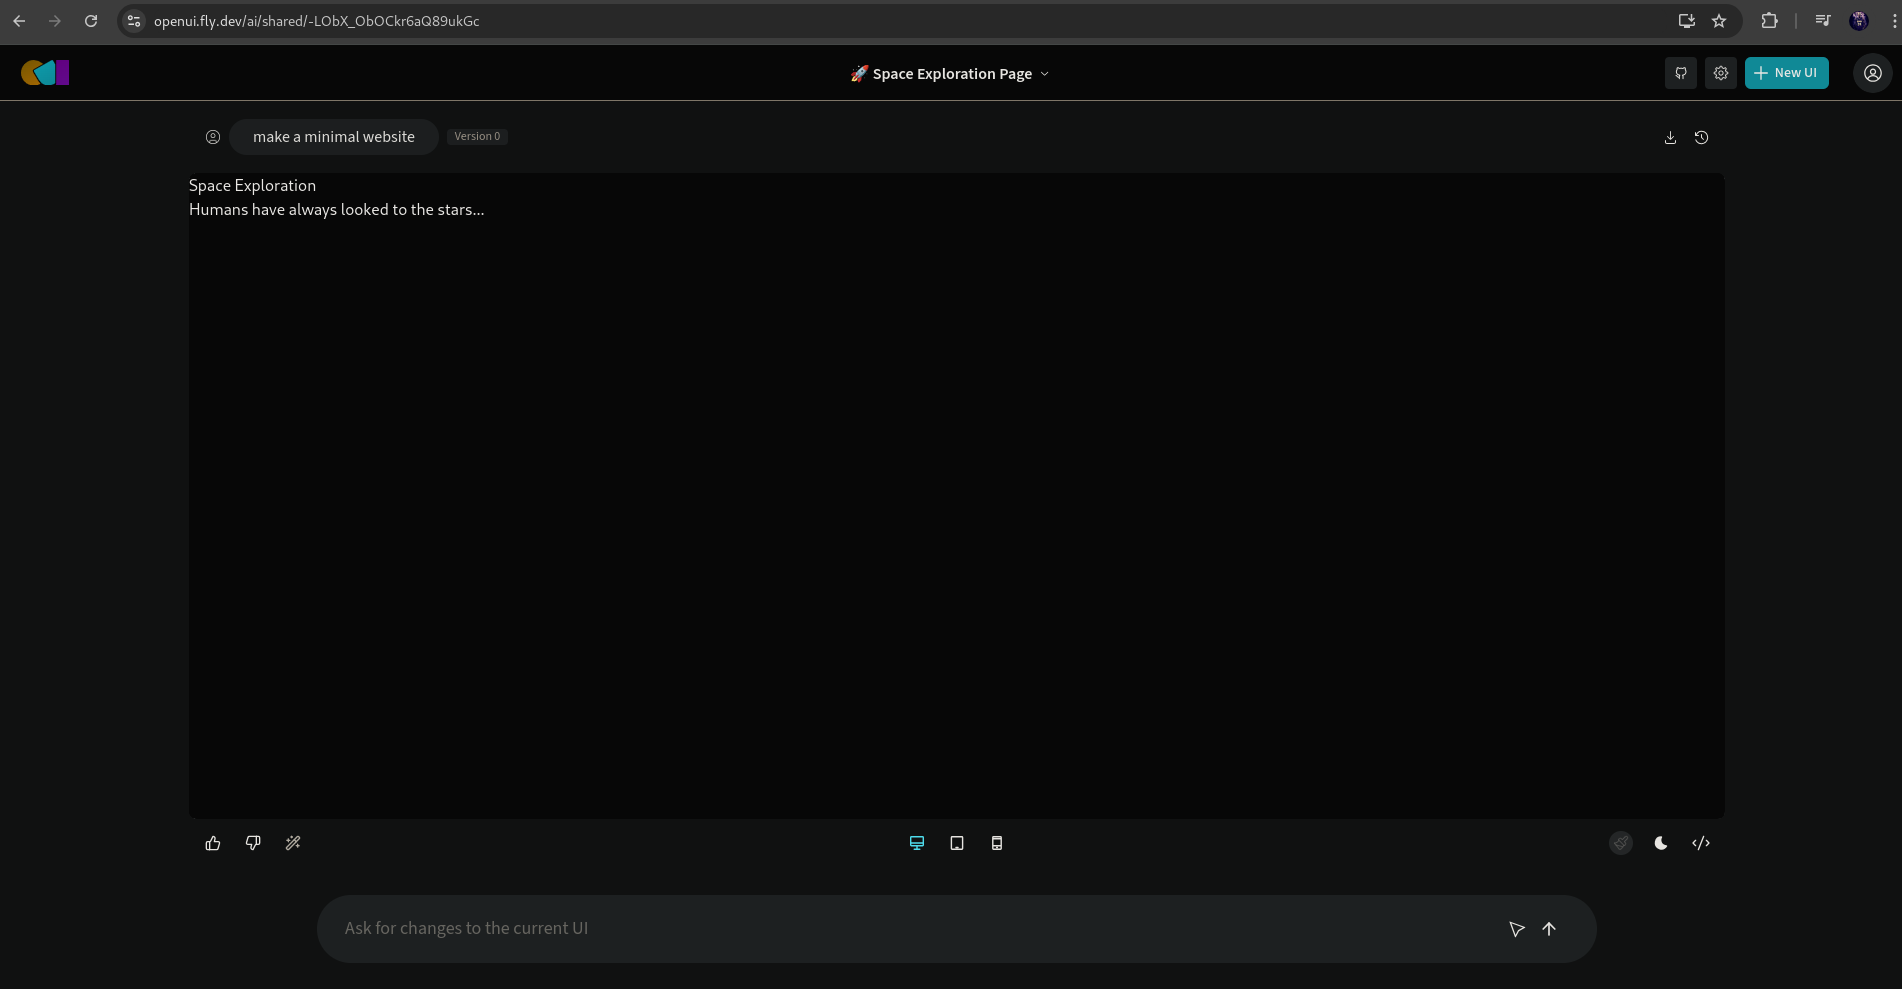 openui.fly.dev/ai/shared/-LObX_ObOCkr6aQ89ukGc
🚀 Space Exploration Page
New UI
make a minimal website
Version 0
Space Exploration
Humans have always looked to the stars...
Ask for changes to the current UI